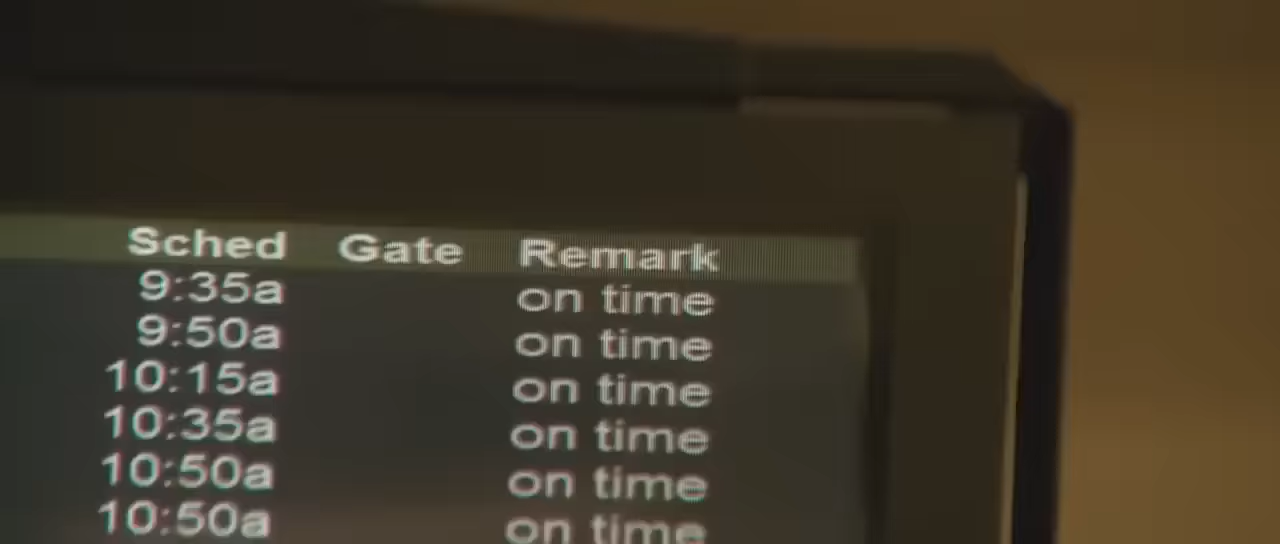 Sched Gate Remark
9:35a on time
9:50a on time
10:15a on time
10:35a on time
10:50a on time
10:50a on time